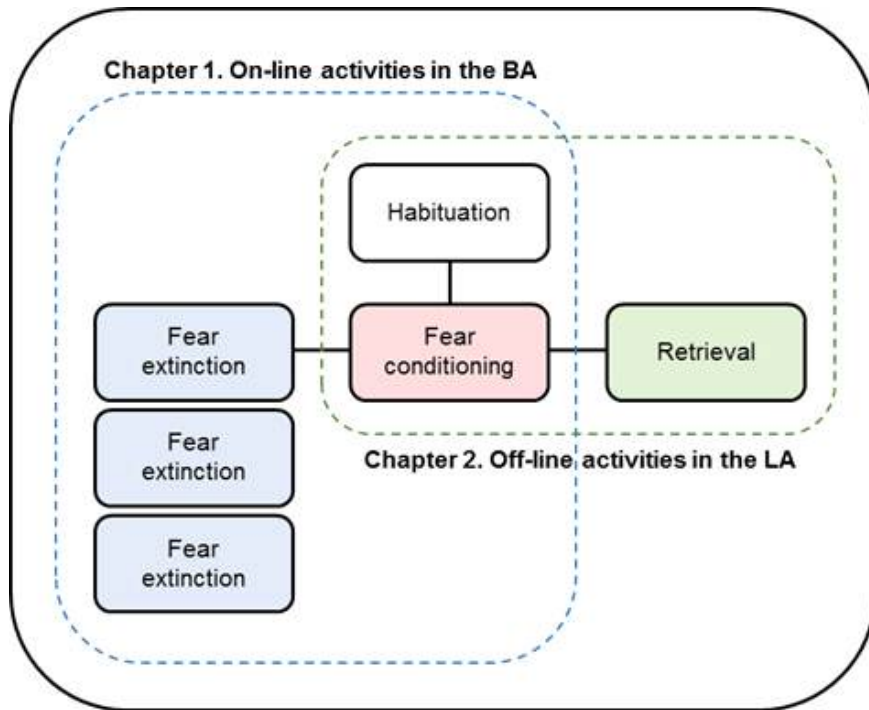 Chapter 1. On-line activities in the BA
Habituation
Fear
extinction
Fear
conditioning
Retrieval
Fear
extinction
Chapter 2. Off-line activities in the LA
Fear
extinction